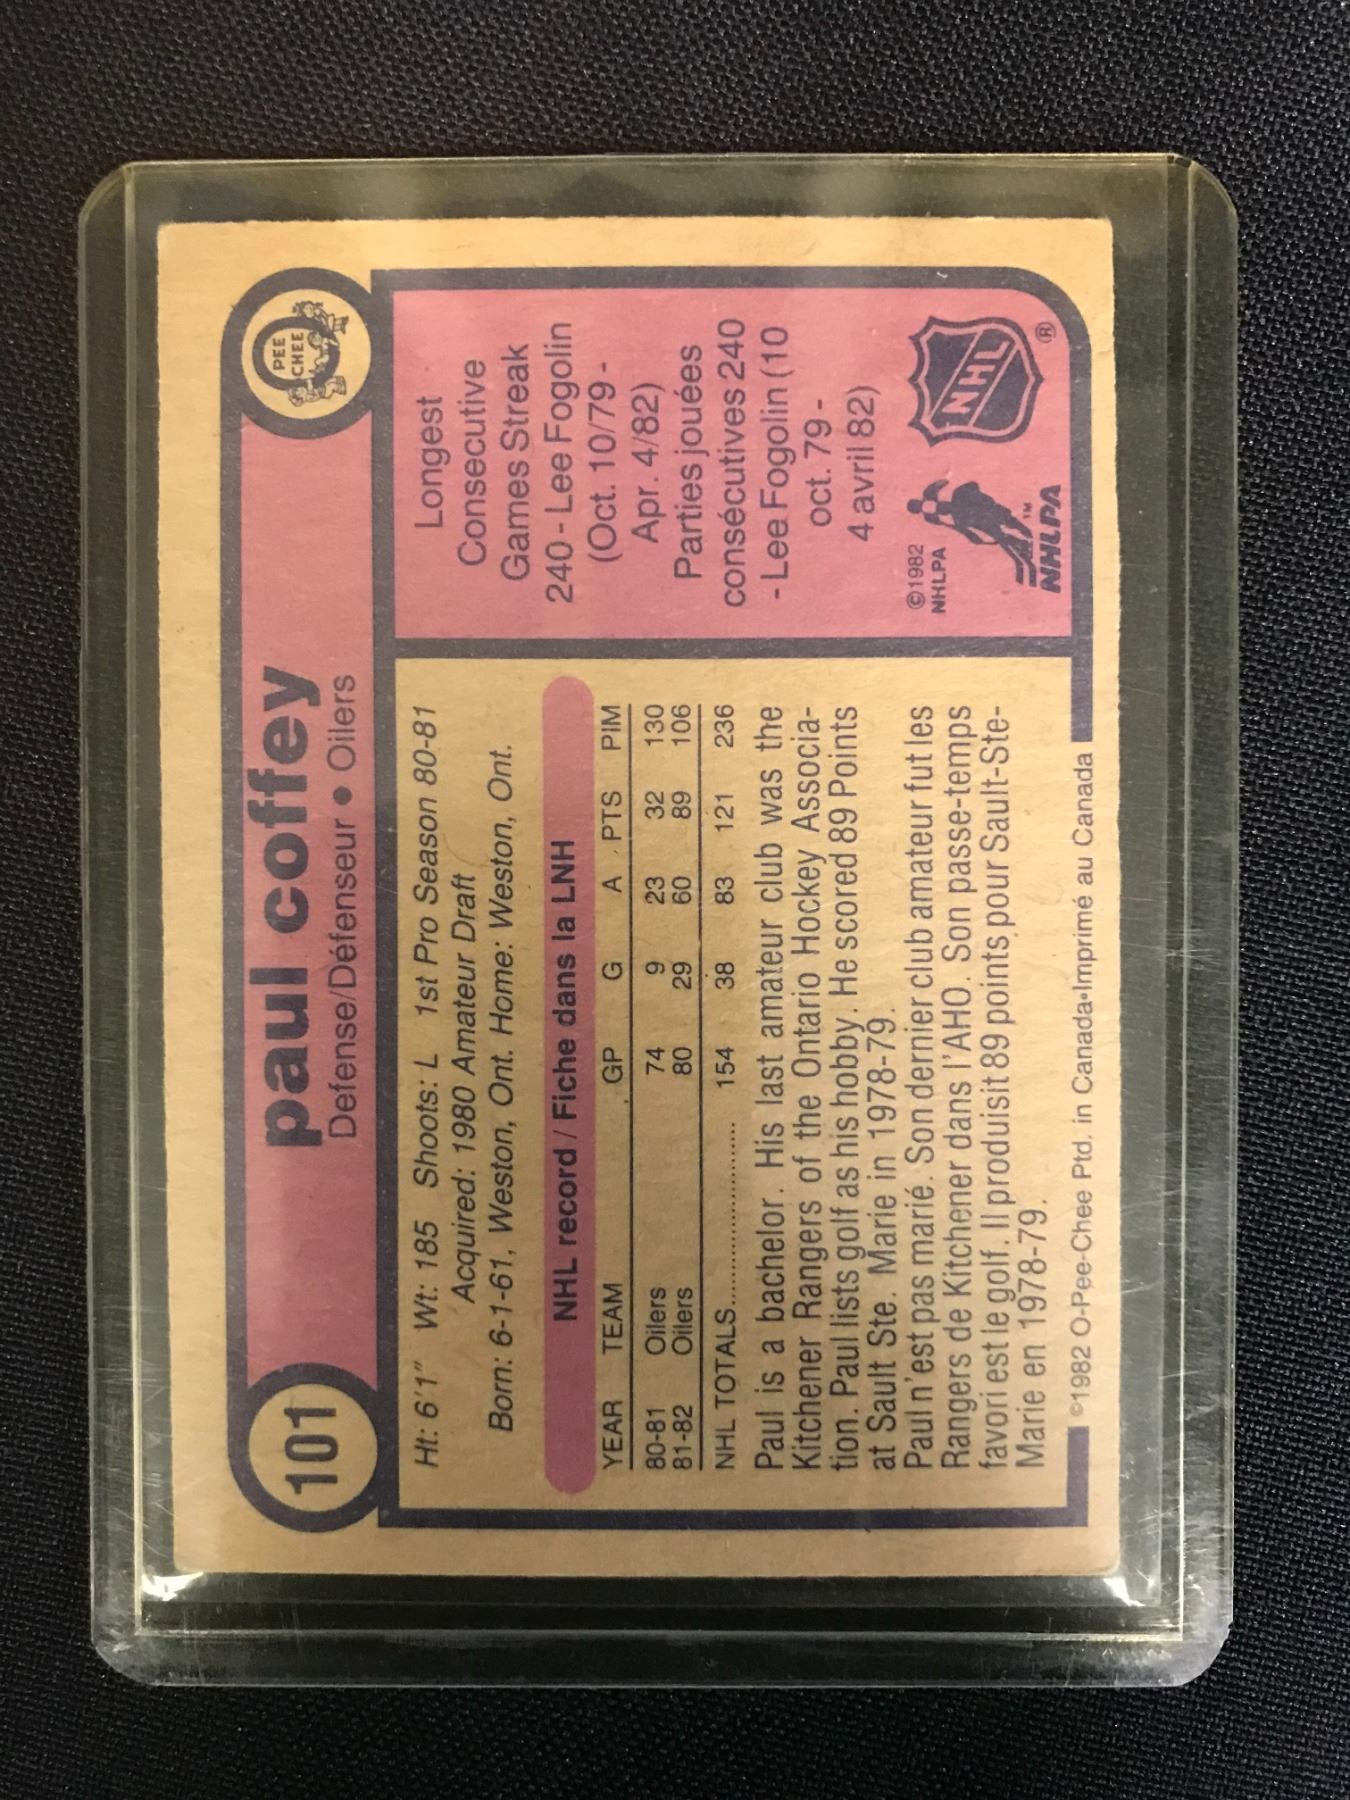 101
paul coffey
Defense/Défenseur • Oilers
PEE
CHEE
Ht: 6'1" Wt: 185 Shoots: L 1st Pro Season 80-81
Acquired: 1980 Amateur Draft
Born: 6-1-61, Weston, Ont. Home: Weston, Ont.
NHL record / Fiche dans la LNH
YEAR TEAM GP G A PTS PIM
80-81 Oilers 74 9 23 32 130
81-82 Oilers 80 29 60 89 106
NHL TOTALS.................... 154 38 83 121 236
Paul is a bachelor. His last amateur club was the
Kitchener Rangers of the Ontario Hockey Associa-
tion. Paul lists golf as his hobby. He scored 89 Points
at Sault Ste. Marie in 1978-79.
Paul n'est pas marié. Son dernier club amateur fut les
Rangers de Kitchener dans l'AHO. Son passe-temps
favori est le golf. Il produisit 89 points pour Sault-Ste-
Marie en 1978-79.
©1982 O-Pee-Chee Ptd. in Canada•Imprimé au Canada
Longest
Consecutive
Games Streak
240 - Lee Fogolin
(Oct. 10/79 -
Apr. 4/82)
Parties jouées
consécutives 240
- Lee Fogolin (10
oct. 79 -
4 avril 82)
©1982
NHLPA
NHLPA™
NHL®